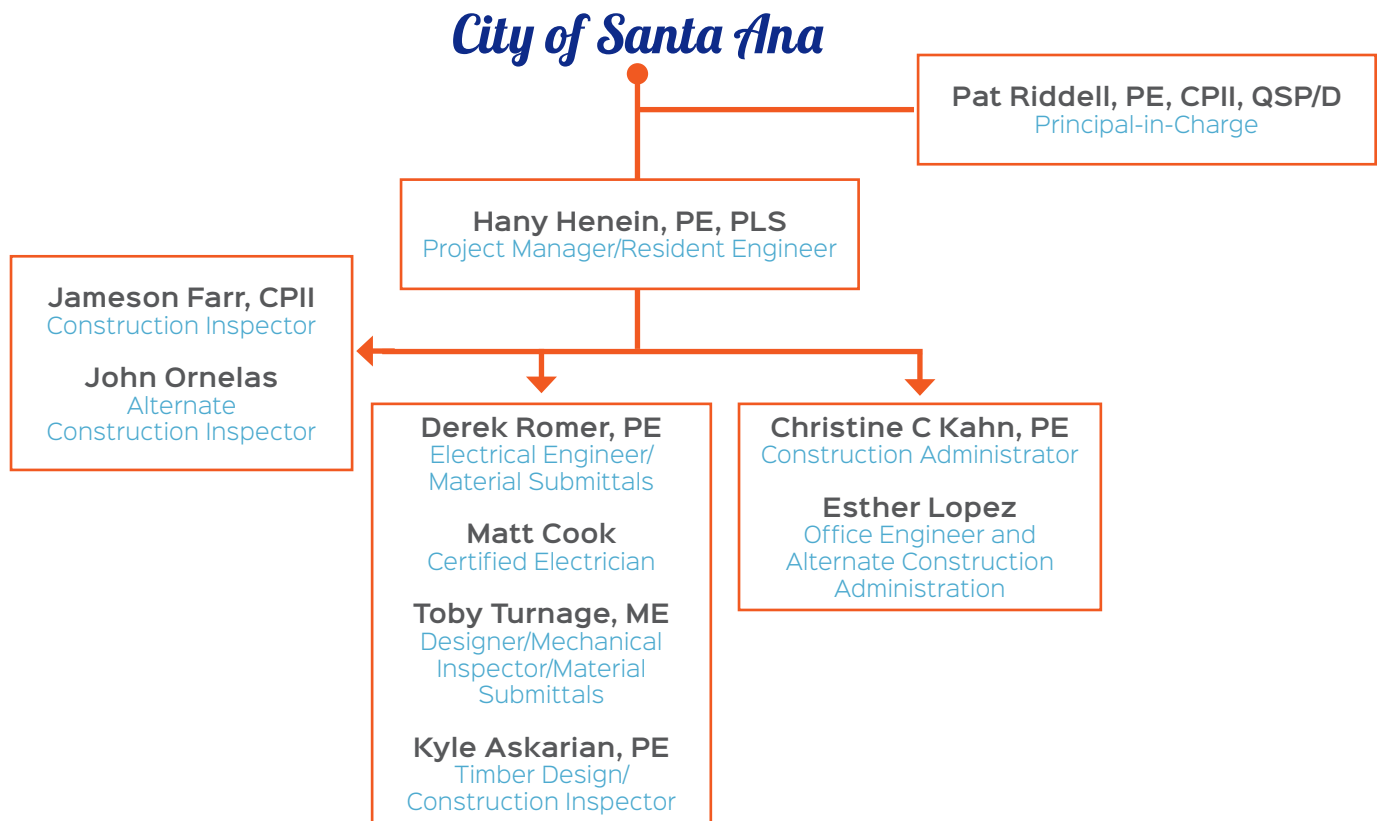 City of Santa Ana
Pat Riddell, PE, CPII, QSP/D
Principal-in-Charge
Hany Henein, PE, PLS
Project Manager/Resident Engineer
Jameson Farr, CPII
Construction Inspector
John Ornelas
Alternate
Construction Inspector
Derek Romer, PE
Electrical Engineer/
Material Submittals
Matt Cook
Certified Electrician
Toby Turnage, ME
Designer/Mechanical
Inspector/Material
Submittals
Kyle Askarian, PE
Timber Design/
Construction Inspector
Christine C Kahn, PE
Construction Administrator
Esther Lopez
Office Engineer and
Alternate Construction
Administration